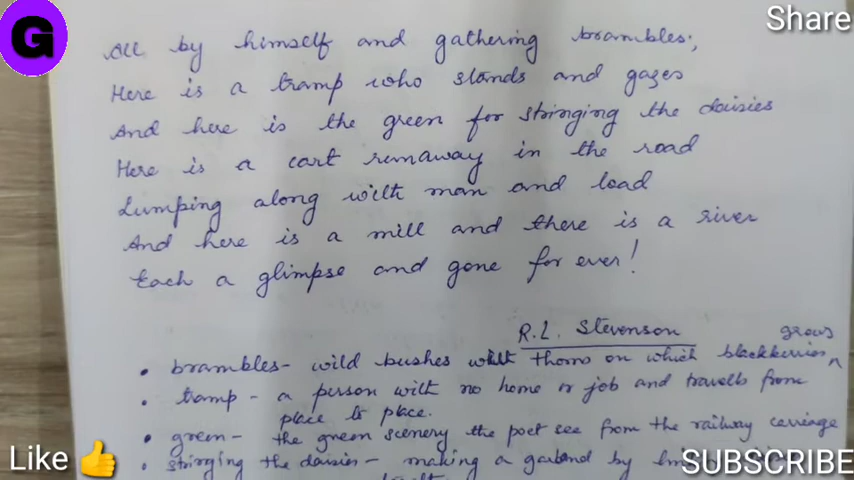 G
Share
All by himself and gathering brambles;
Here is a tramp who stands and gazes
And here is the green for stringing the daisies
Here is a cart runaway in the road
Lumping along with man and load
And here is a mill and there is a river
Each a glimpse and gone for ever!
R.L. Stevenson
grows
• brambles - wild bushes with thorns on which blackberries ^
• tramp - a person with no home or job and travells from
place to place.
• green - the green scenery the poet see from the railway carriage
• stringing the daisies - making a garland by
Like 👍
SUBSCRIBE